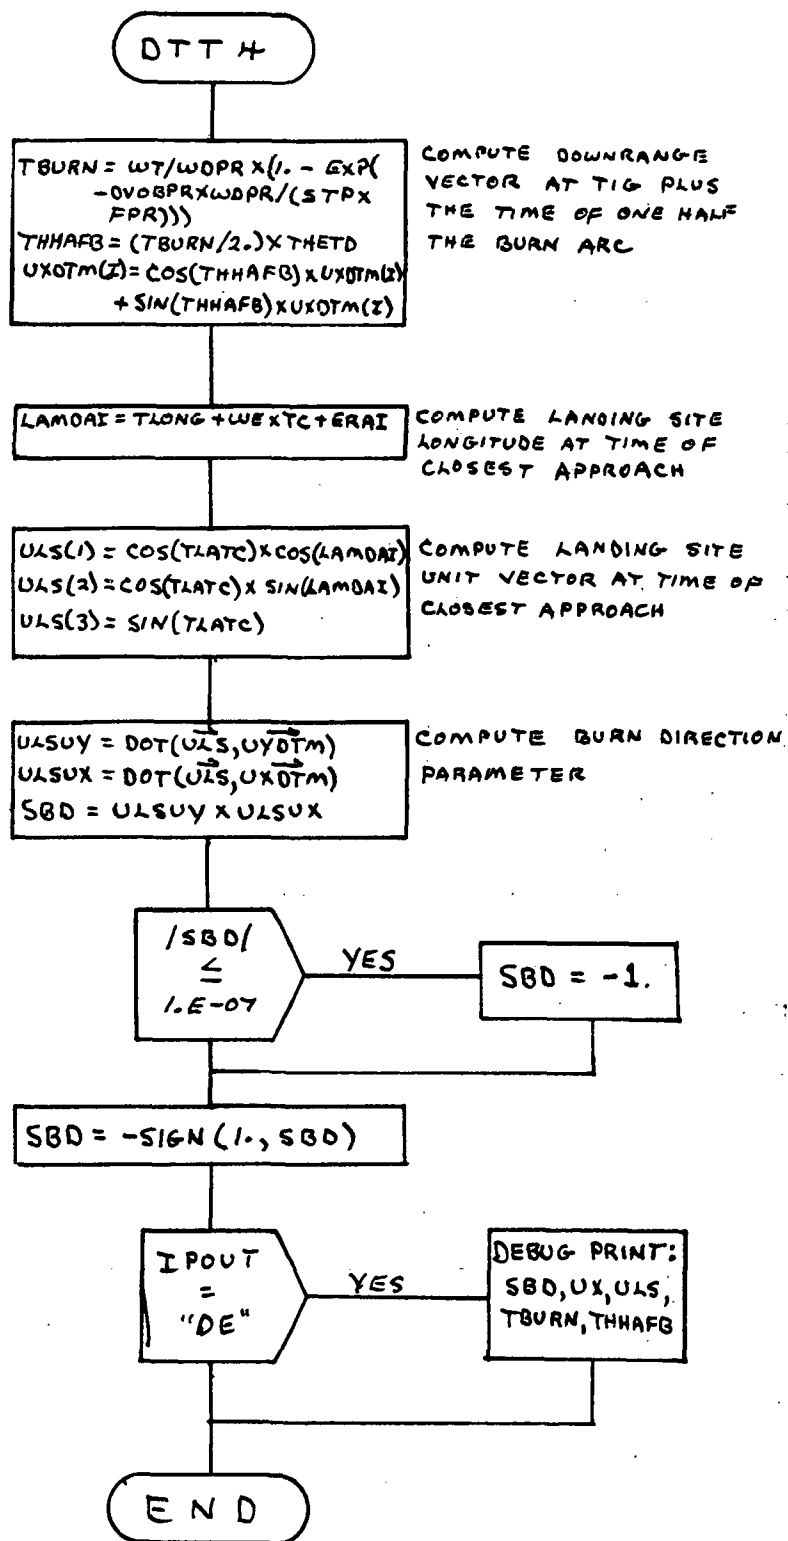 DTT4
TBURN = WT/WDPR X (1. - EXP(
-DVOBPR X WDPR/(STP X
FPR)))
THHAFB = (TBURN/2.) X THETD
UXDTM(I) = COS(THHAFB) X UXDTM(I)
+ SIN(THHAFB) X UXDTM(I)
COMPUTE DOWNRANGE
VECTOR AT TIG PLUS
THE TIME OF ONE HALF
THE BURN ARC
LAMDAI = TLONG + WE X TC + ERAI
COMPUTE LANDING SITE
LONGITUDE AT TIME OF
CLOSEST APPROACH
ULS(1) = COS(TLATC) X COS(LAMDAI)
ULS(2) = COS(TLATC) X SIN(LAMDAI)
ULS(3) = SIN(TLATC)
COMPUTE LANDING SITE
UNIT VECTOR AT TIME OF
CLOSEST APPROACH
ULSUY = DOT(ULS, UYDTM)
ULSUX = DOT(ULS, UXDTM)
SBD = ULSUY X ULSUX
COMPUTE BURN DIRECTION
PARAMETER
/SBD/
≤
1.E-07
YES
SBD = -1.
SBD = -SIGN(1., SBD)
IPOUT
=
"DE"
YES
DEBUG PRINT:
SBD, UX, ULS,
TBURN, THHAFB
END